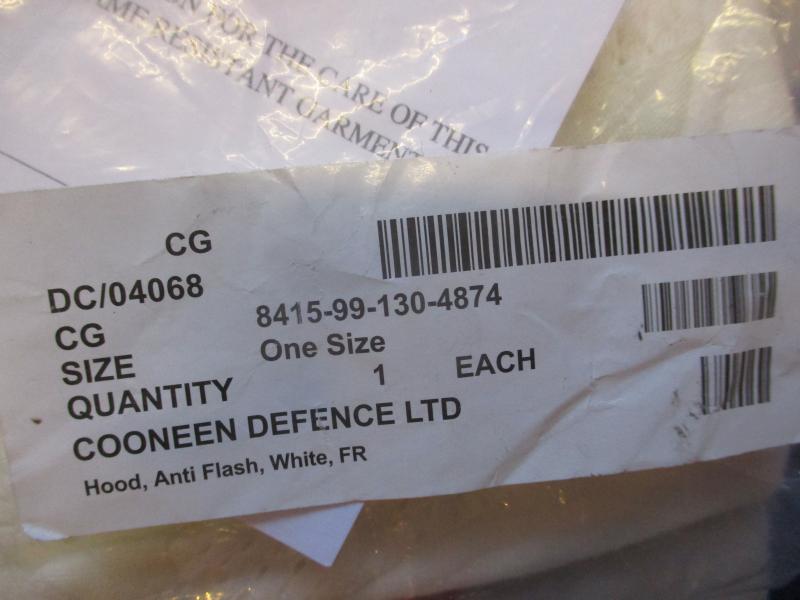 FOR THE CARE OF THIS
RESISTANT GARMENT
CG
DC/04068
CG 8415-99-130-4874
SIZE One Size
QUANTITY 1 EACH
COONEEN DEFENCE LTD
Hood, Anti Flash, White, FR